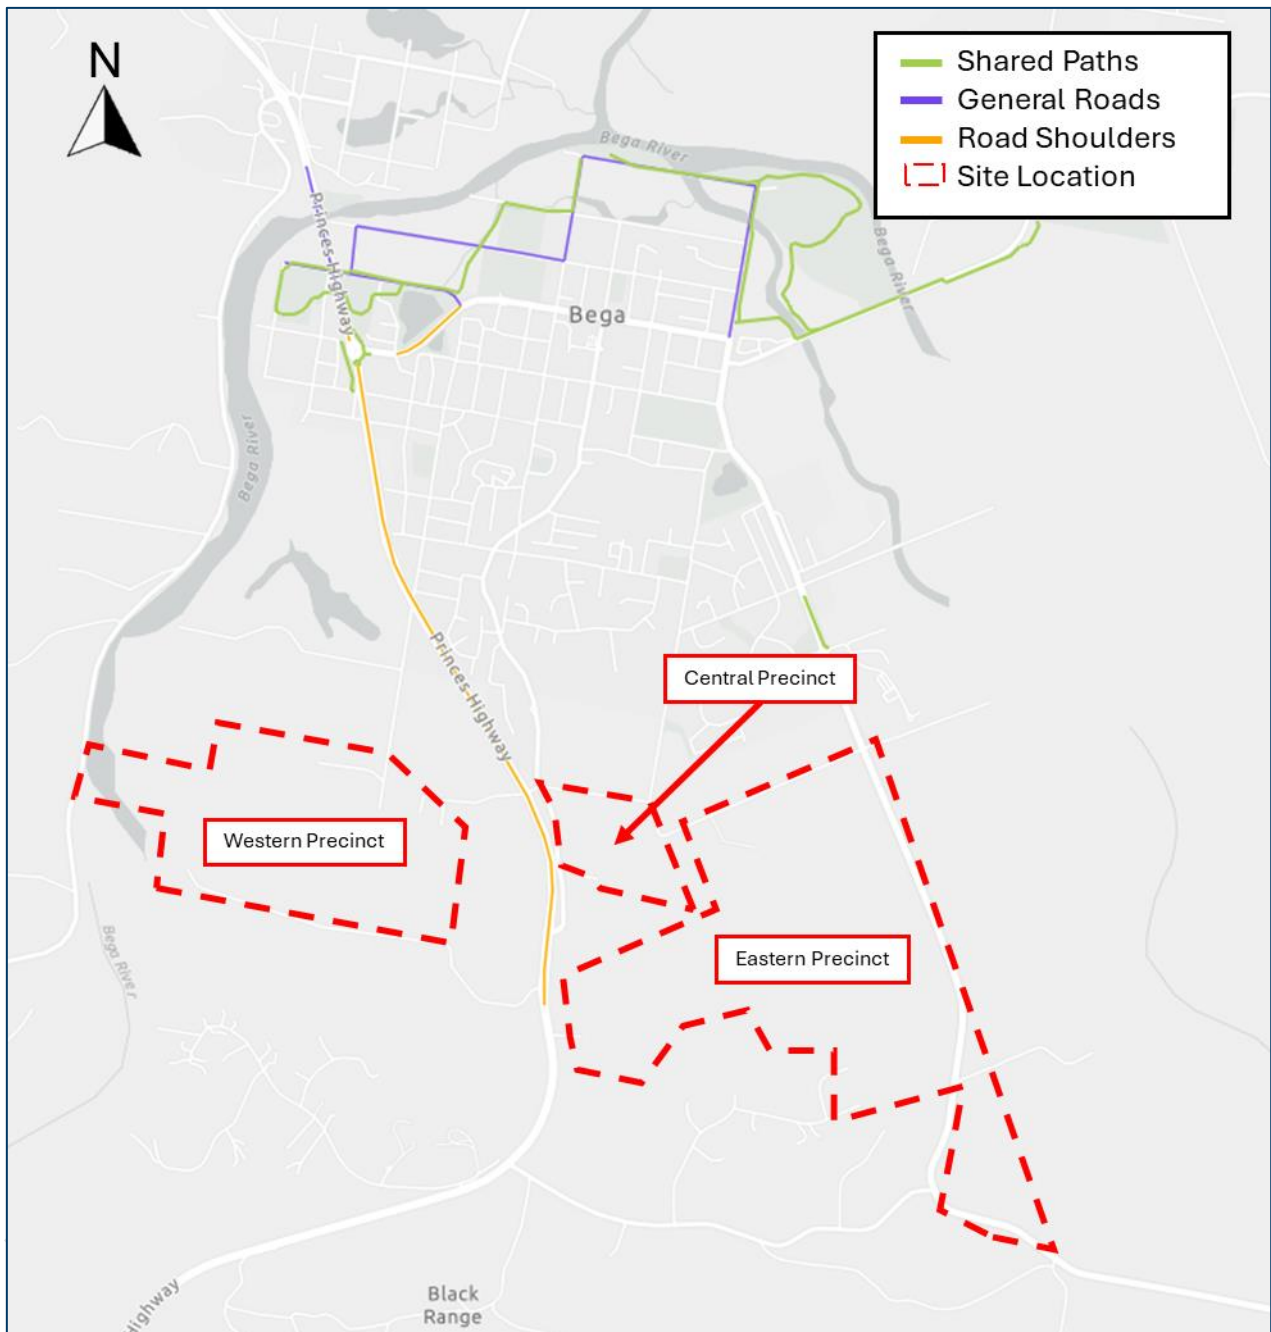 N
Shared Paths
General Roads
Road Shoulders
Site Location
Bega River
Princes Highway
Bega River
Bega
Bega River
Princes Highway
Central Precinct
Western Precinct
Bega River
Eastern Precinct
Highway
Black
Range